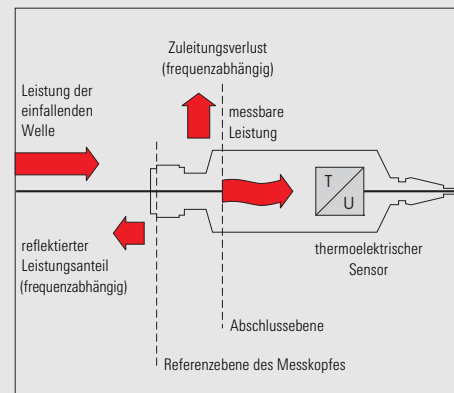 Zuleitungsverlust
(frequenzabhängig)
Leistung der
einfallenden
Welle
messbare
Leistung
T
U
reflektierter
Leistungsanteil
(frequenzabhängig)
thermoelektrischer
Sensor
Abschlussebene
Referenzebene des Messkopfes